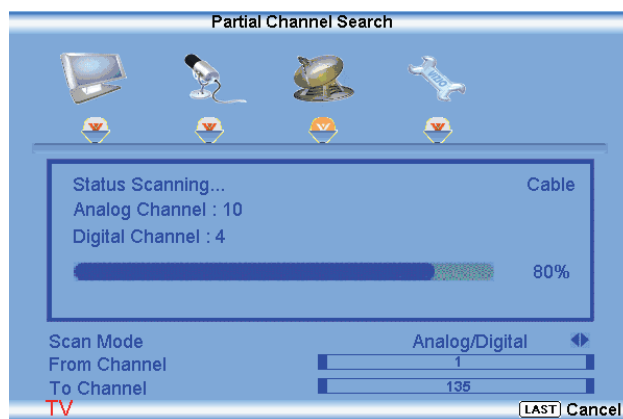 Partial Channel Search
VIZIO
Status Scanning... Cable
Analog Channel : 10
Digital Channel : 4
80%
Scan Mode Analog/Digital
From Channel 1
To Channel 135
TV LAST Cancel